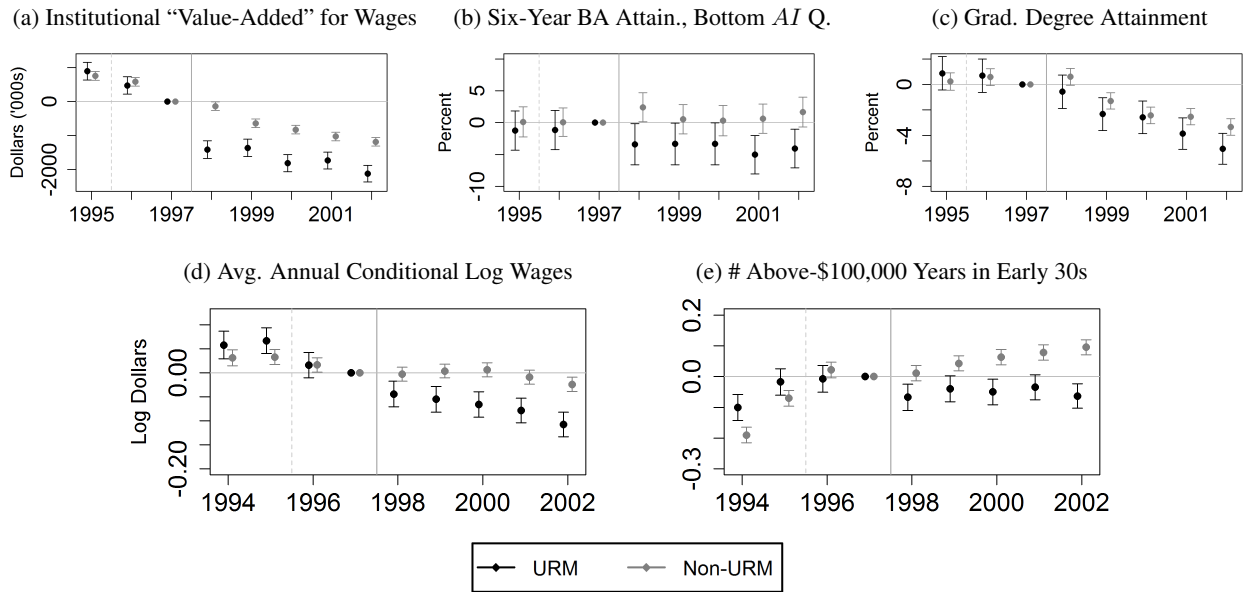 (a) Institutional “Value-Added” for Wages
(b) Six-Year BA Attain., Bottom AI Q.
(c) Grad. Degree Attainment
Dollars ('000s)
0
-2000
1995 1997 1999 2001
Percent
5
0
-10
1995 1997 1999 2001
Percent
0
-4
-8
1995 1997 1999 2001
(d) Avg. Annual Conditional Log Wages
(e) # Above-$100,000 Years in Early 30s
Log Dollars
0.00
-0.20
1994 1996 1998 2000 2002
0.2
0.0
-0.3
1994 1996 1998 2000 2002
URM Non-URM